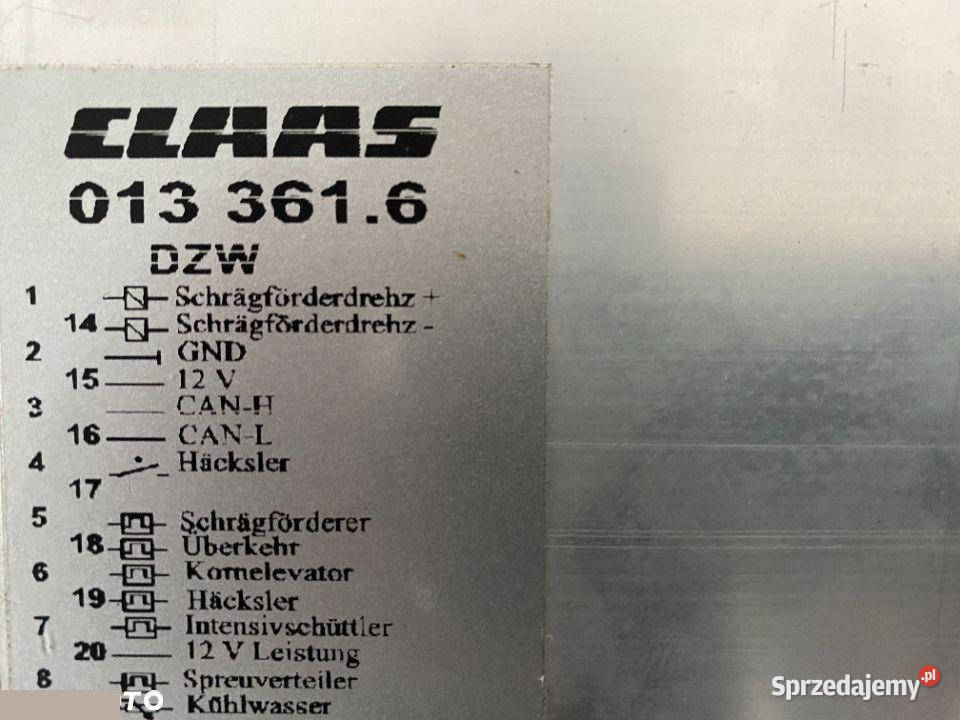 CLAAS
013 361.6
DZW
1 Schrägförderdrehz +
14 Schrägförderdrehz -
2 GND
15 12 V
3 CAN-H
16 CAN-L
4 Häcksler
17
5 Schrägförderer
18 Überkehr
6 Kornelevator
19 Häcksler
7 Intensivschüttler
20 12 V Leistung
8 Spreuverteiler
Kühlwasser
TO
Sprzedajemy.pl